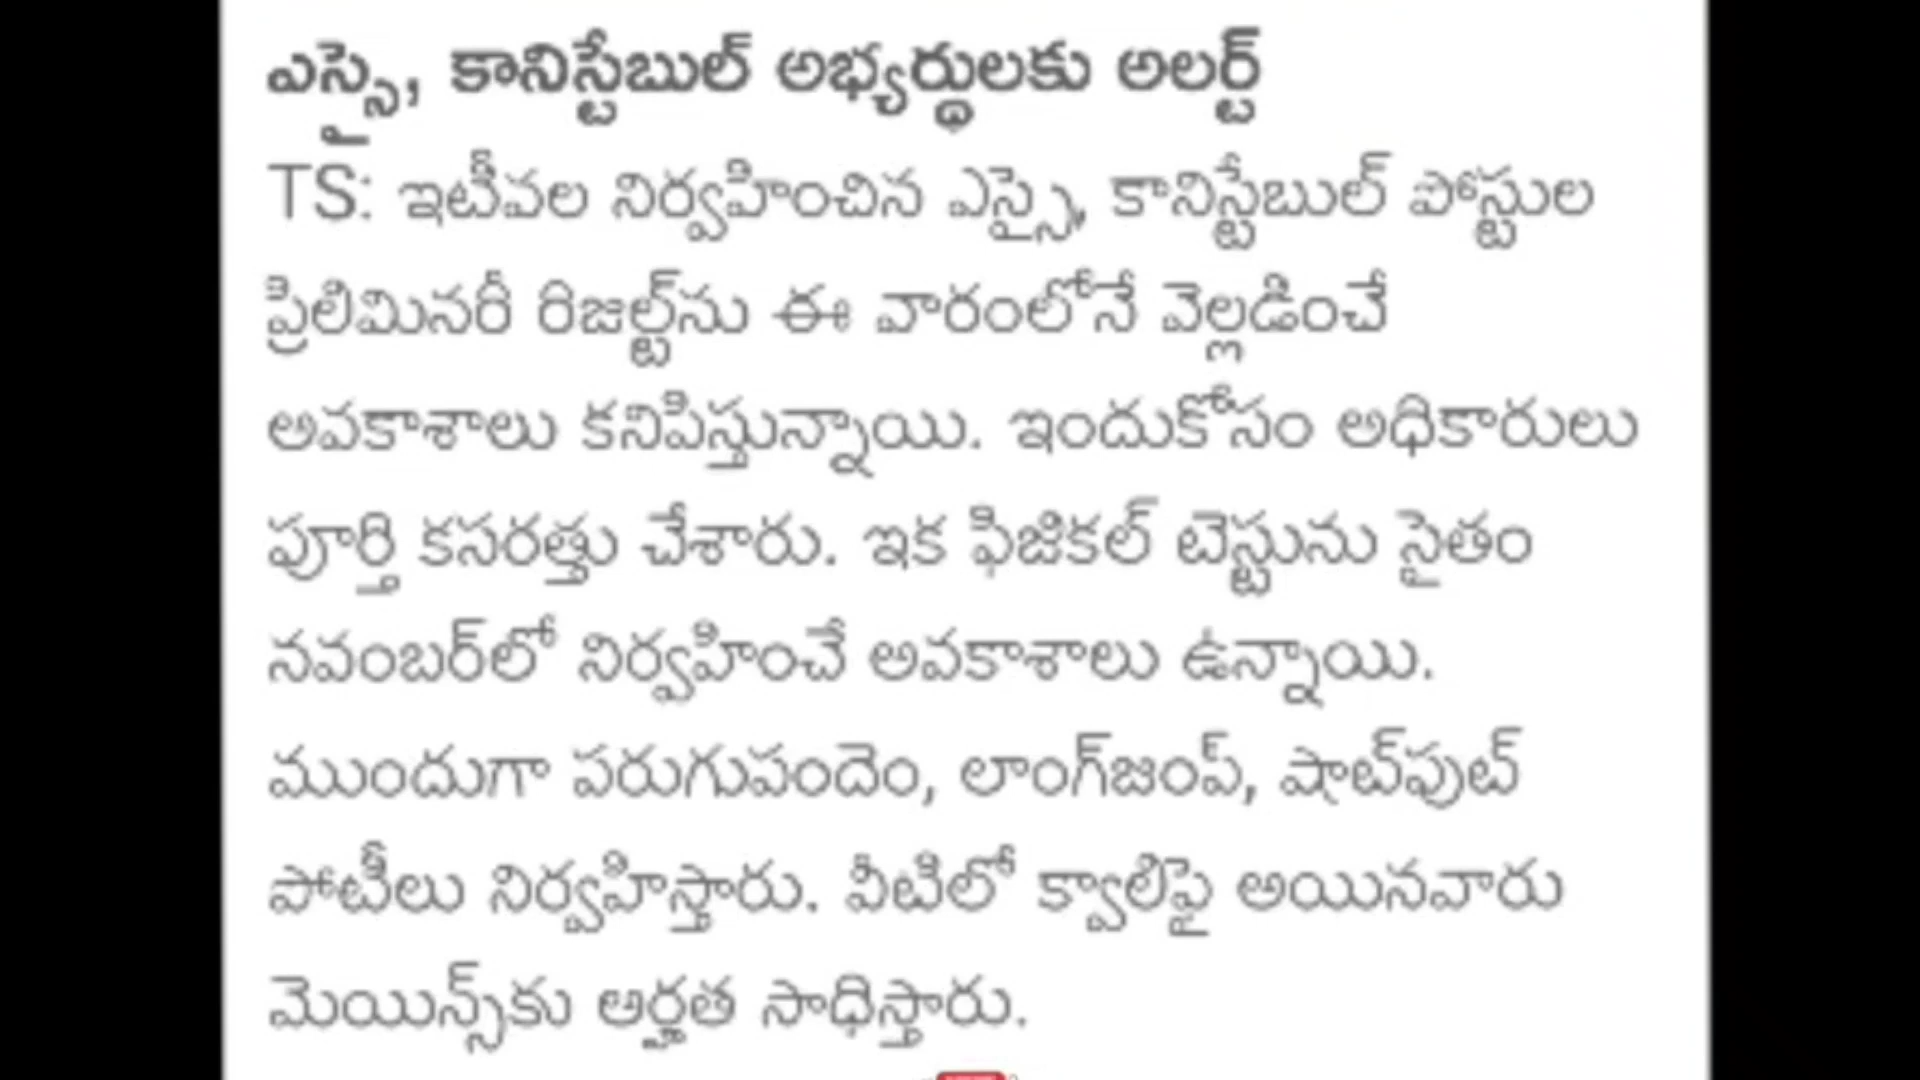 ఎస్సై, కానిస్టేబుల్ అభ్యర్థులకు అలర్ట్
TS: ఇటీవల నిర్వహించిన ఎస్సై, కానిస్టేబుల్ పోస్టుల
ప్రిలిమినరీ రిజల్ట్‌ను ఈ వారంలోనే వెల్లడించే
అవకాశాలు కనిపిస్తున్నాయి. ఇందుకోసం అధికారులు
పూర్తి కసరత్తు చేశారు. ఇక ఫిజికల్ టెస్టును సైతం
నవంబర్‌లో నిర్వహించే అవకాశాలు ఉన్నాయి.
ముందుగా పరుగుపందెం, లాంగ్‌జంప్, షాట్‌పుట్
పోటీలు నిర్వహిస్తారు. వీటిలో క్వాలిఫై అయినవారు
మెయిన్స్‌కు అర్హత సాధిస్తారు.